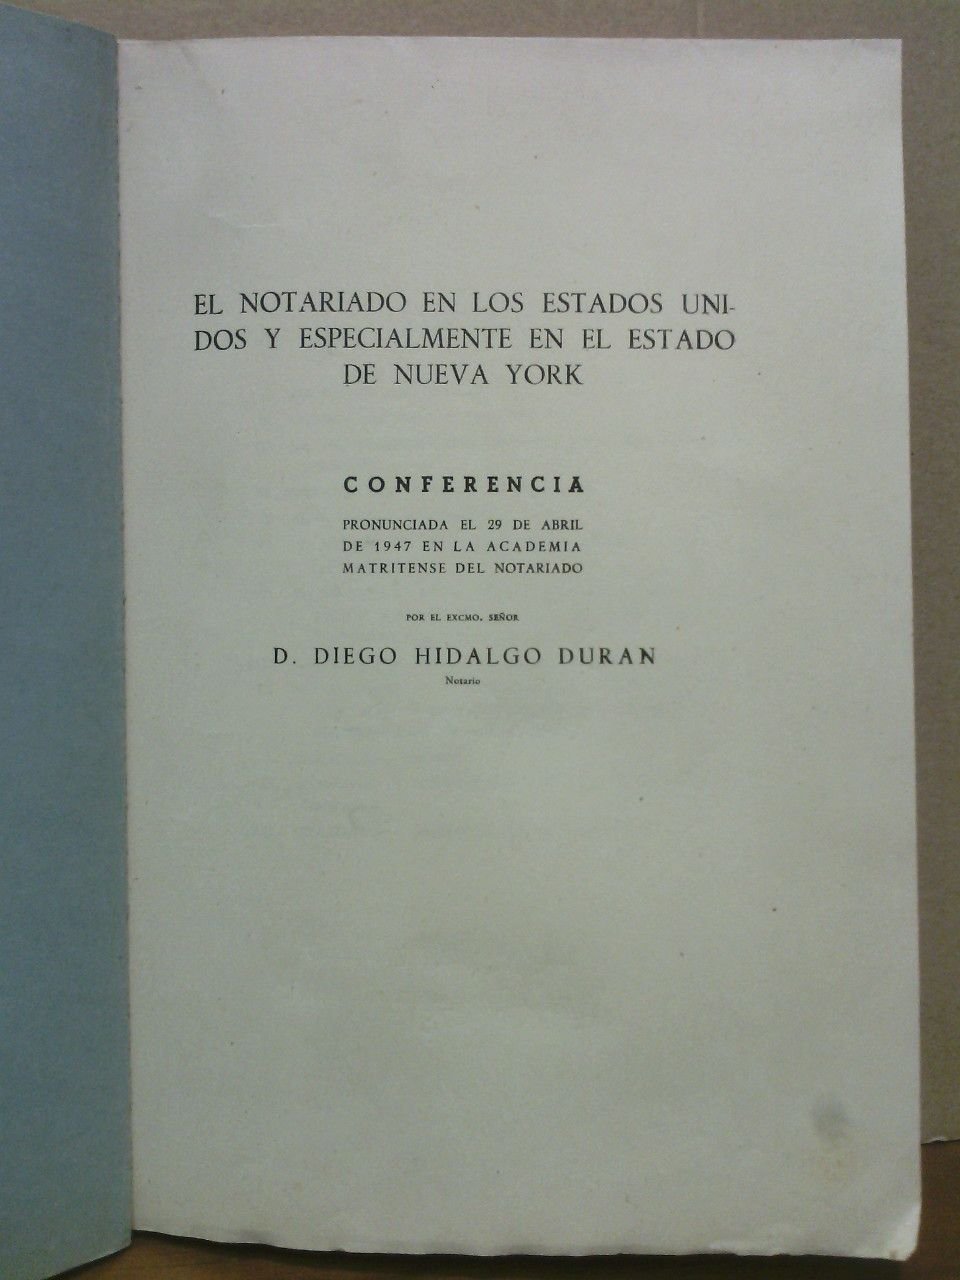 EL NOTARIADO EN LOS ESTADOS UNI-
DOS Y ESPECIALMENTE EN EL ESTADO
DE NUEVA YORK
CONFERENCIA
PRONUNCIADA EL 29 DE ABRIL
DE 1947 EN LA ACADEMIA
MATRITENSE DEL NOTARIADO
POR EL EXCMO. SEÑOR
D. DIEGO HIDALGO DURAN
Notario